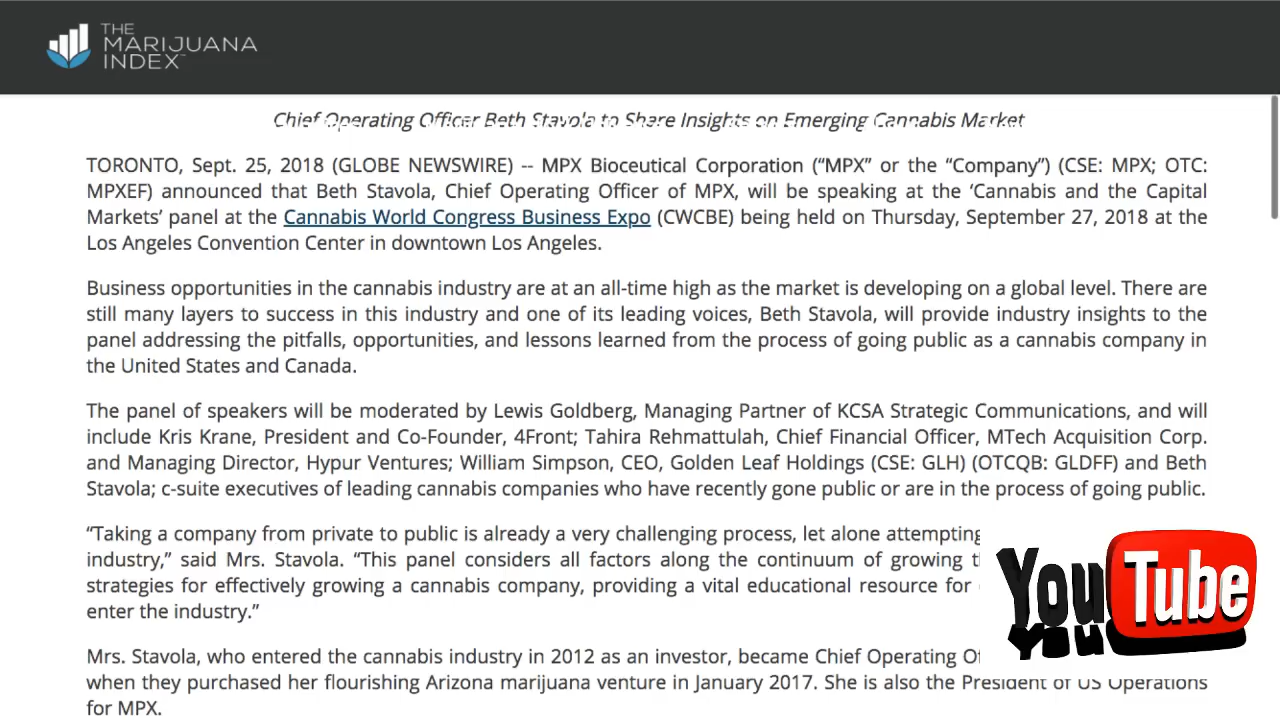 THE
MARIJUANA
INDEX™
Chief Operating Officer Beth Stavola to Share Insights on Emerging Cannabis Market
TORONTO, Sept. 25, 2018 (GLOBE NEWSWIRE) -- MPX Bioceutical Corporation (“MPX” or the “Company”) (CSE: MPX; OTC:
MPXEF) announced that Beth Stavola, Chief Operating Officer of MPX, will be speaking at the ‘Cannabis and the Capital
Markets’ panel at the Cannabis World Congress Business Expo (CWCBE) being held on Thursday, September 27, 2018 at the
Los Angeles Convention Center in downtown Los Angeles.
Business opportunities in the cannabis industry are at an all-time high as the market is developing on a global level. There are
still many layers to success in this industry and one of its leading voices, Beth Stavola, will provide industry insights to the
panel addressing the pitfalls, opportunities, and lessons learned from the process of going public as a cannabis company in
the United States and Canada.
The panel of speakers will be moderated by Lewis Goldberg, Managing Partner of KCSA Strategic Communications, and will
include Kris Krane, President and Co-Founder, 4Front; Tahira Rehmattulah, Chief Financial Officer, MTech Acquisition Corp.
and Managing Director, Hypur Ventures; William Simpson, CEO, Golden Leaf Holdings (CSE: GLH) (OTCQB: GLDFF) and Beth
Stavola; c-suite executives of leading cannabis companies who have recently gone public or are in the process of going public.
“Taking a company from private to public is already a very challenging process, let alone attempting
industry,” said Mrs. Stavola. “This panel considers all factors along the continuum of growing
strategies for effectively growing a cannabis company, providing a vital educational resource for
enter the industry.”
Mrs. Stavola, who entered the cannabis industry in 2012 as an investor, became Chief Operating
when they purchased her flourishing Arizona marijuana venture in January 2017. She is also the President of US Operations
for MPX.
YouTube